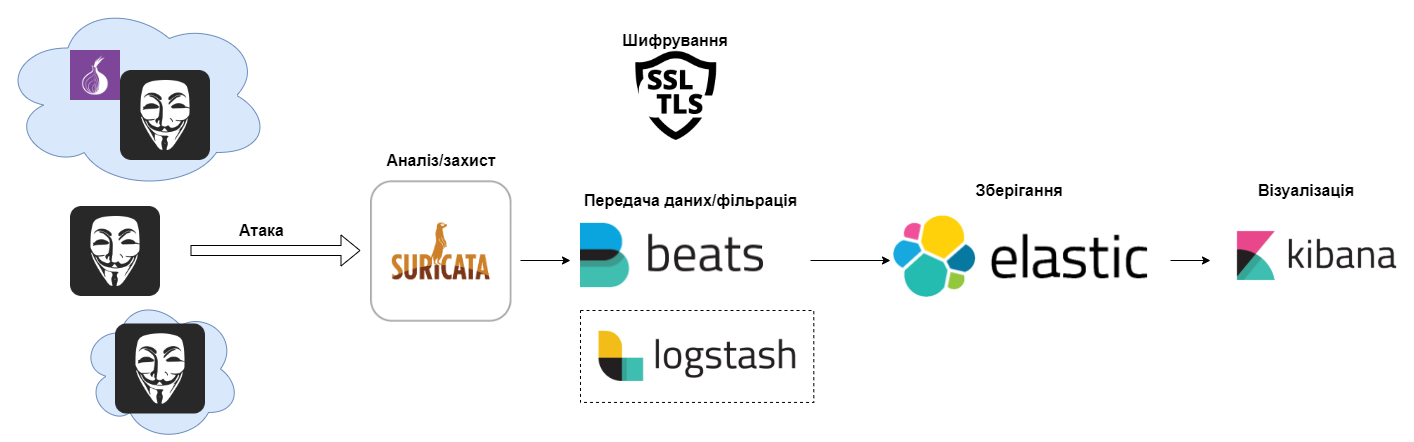 Шифрування
SSL
TLS
Аналіз/захист
Атака
SURICATA
Передача даних/фільрація
beats
logstash
Зберігання
elastic
Візуалізація
kibana